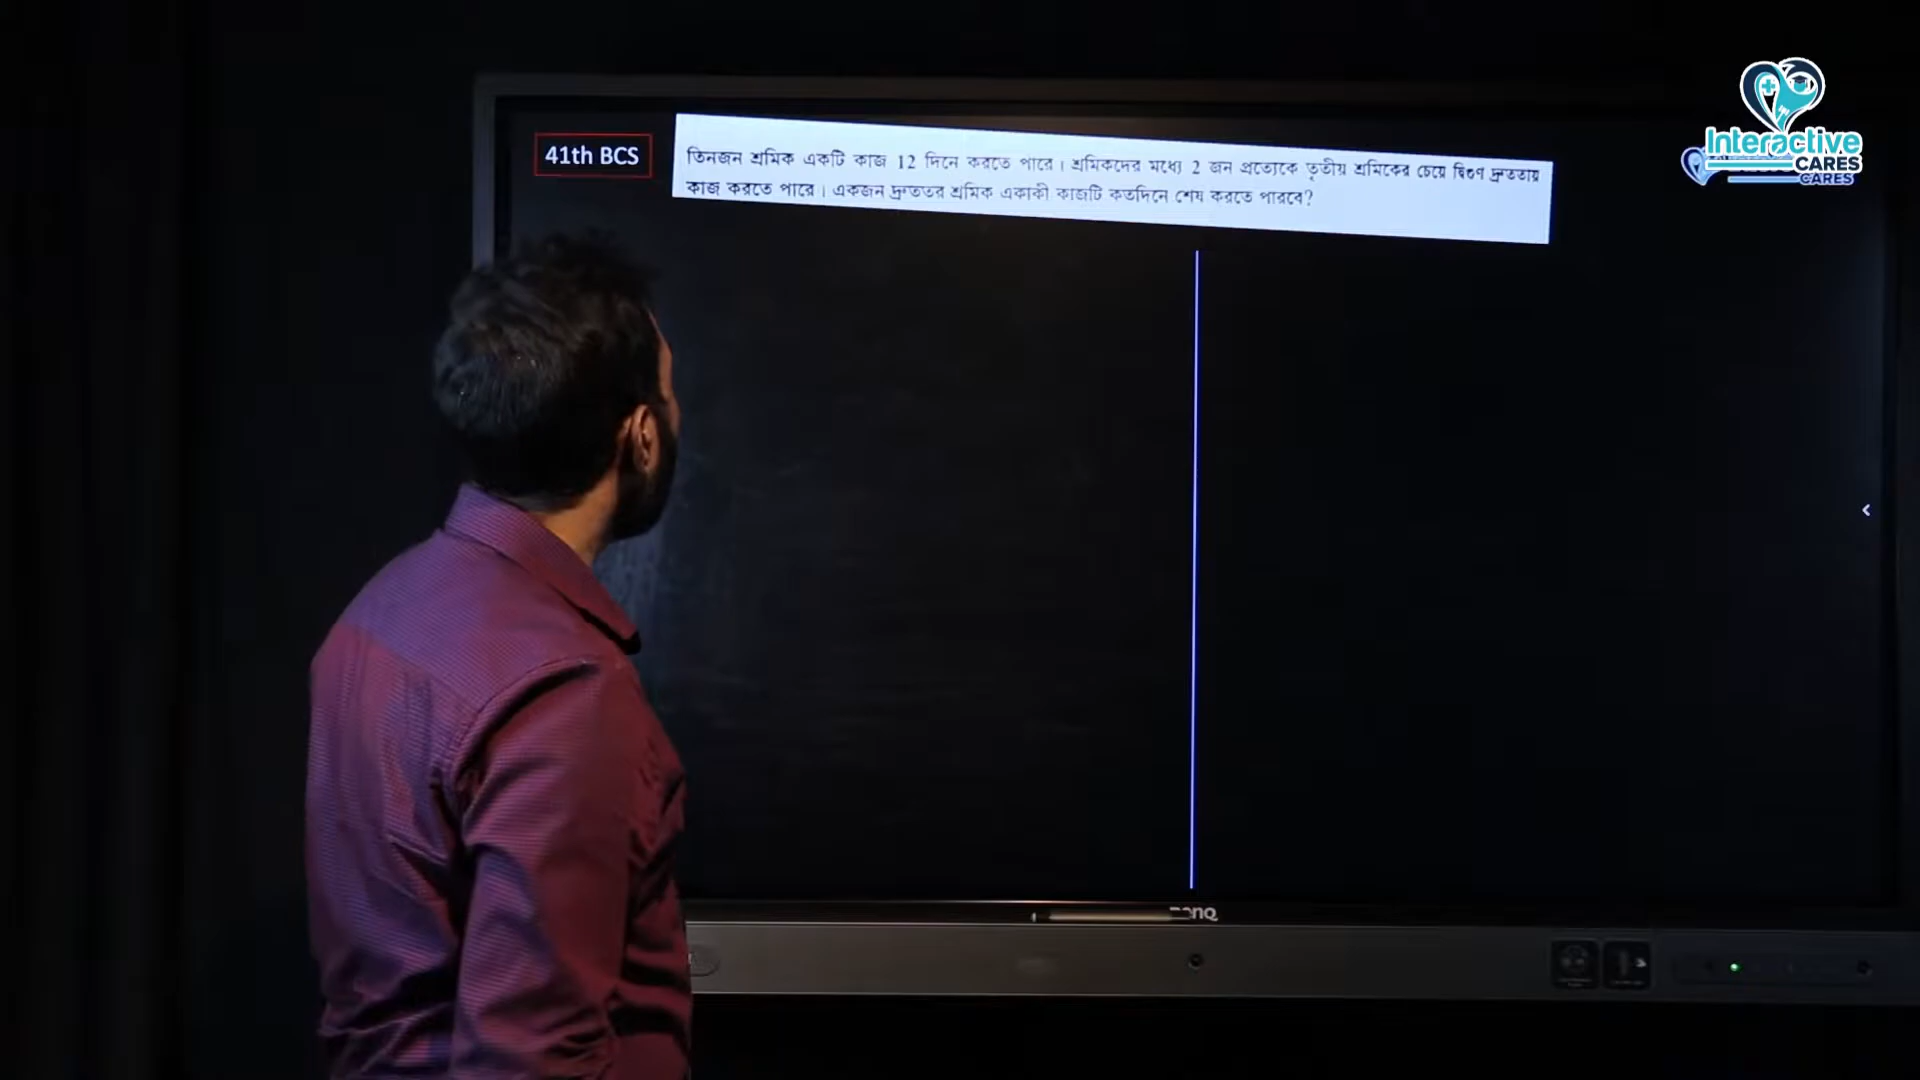 41th BCS
তিনজন শ্রমিক একটি কাজ 12 দিনে করতে পারে। শ্রমিকদের মধ্যে 2 জন প্রত্যেকে তৃতীয় শ্রমিকের চেয়ে দ্বিগুণ দ্রুততায়
কাজ করতে পারে। একজন দ্রুততর শ্রমিক একাকী কাজটি কতদিনে শেষ করতে পারবে?
Interactive
CARES
CARES